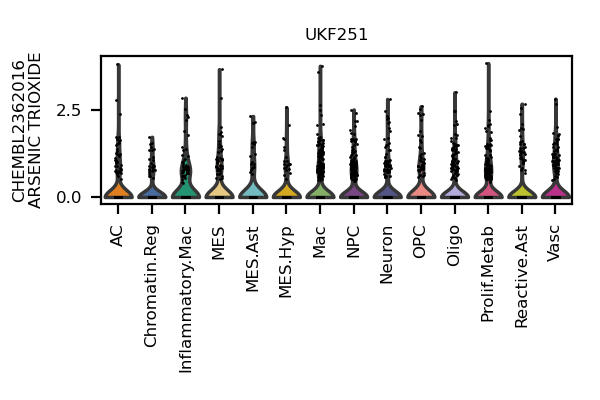 UKF251
CHEMBL2362016
ARSENIC TRIOXIDE
2.5
0.0
AC
Chromatin.Reg
Inflammatory.Mac
MES
MES.Ast
MES.Hyp
Mac
NPC
Neuron
OPC
Oligo
Prolif.Metab
Reactive.Ast
Vasc